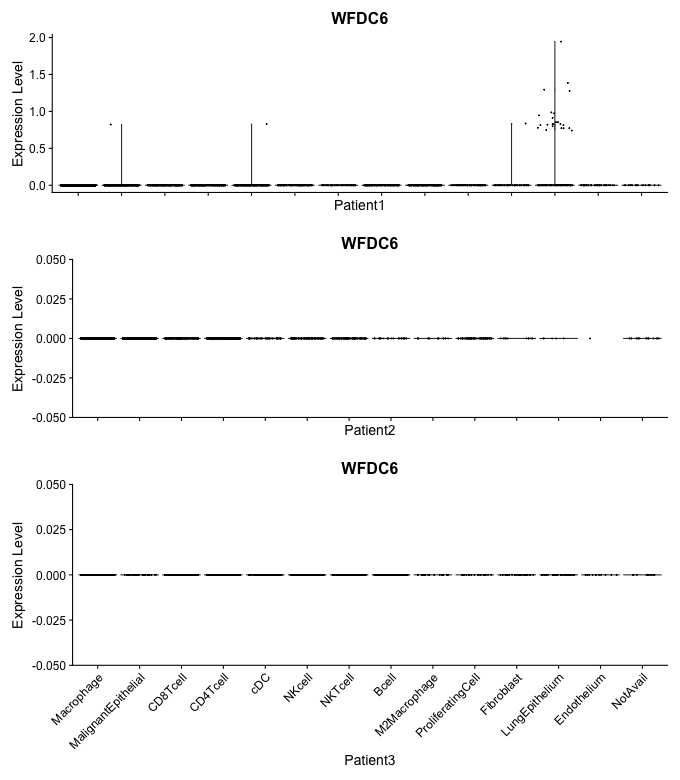 WFDC6
2.0
1.5
1.0
0.5
0.0
Expression Level
Patient1
WFDC6
0.050
0.025
0.000
-0.025
-0.050
Expression Level
Patient2
WFDC6
0.050
0.025
0.000
-0.025
-0.050
Expression Level
Macrophage
MalignantEpithelial
CD8Tcell
CD4Tcell
cDC
NKcell
NKTcell
Bcell
M2Macrophage
ProliferatingCell
Fibroblast
LungEpithelium
Endothelium
NotAvail
Patient3